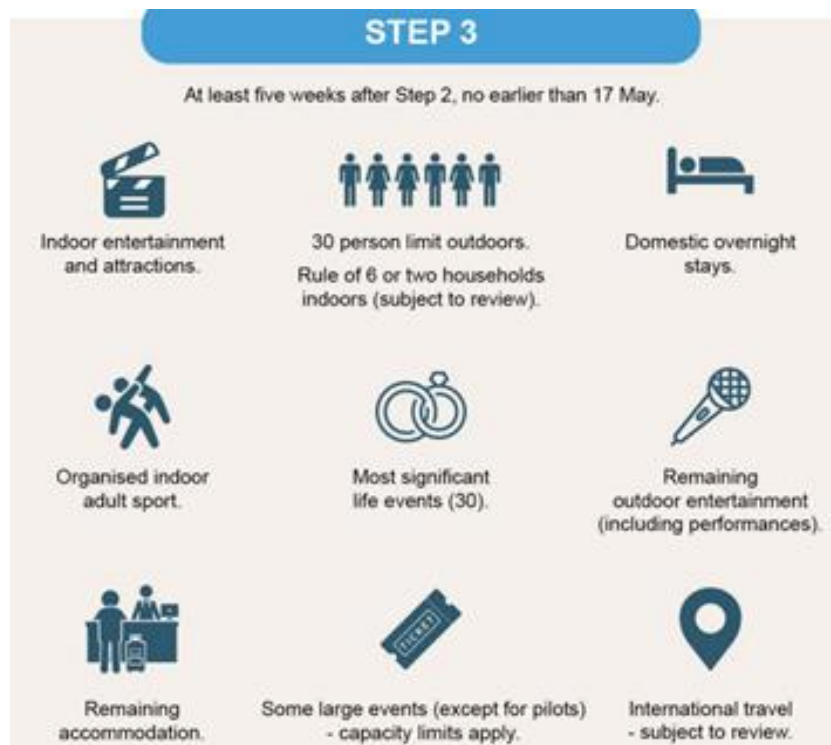 STEP 3
At least five weeks after Step 2, no earlier than 17 May.
Indoor entertainment
and attractions.
30 person limit outdoors.
Rule of 6 or two households
indoors (subject to review).
Domestic overnight
stays.
Organised indoor
adult sport.
Most significant
life events (30).
Remaining
outdoor entertainment
(including performances).
Remaining
accommodation.
TICKET
Some large events (except for pilots)
- capacity limits apply.
International travel
- subject to review.